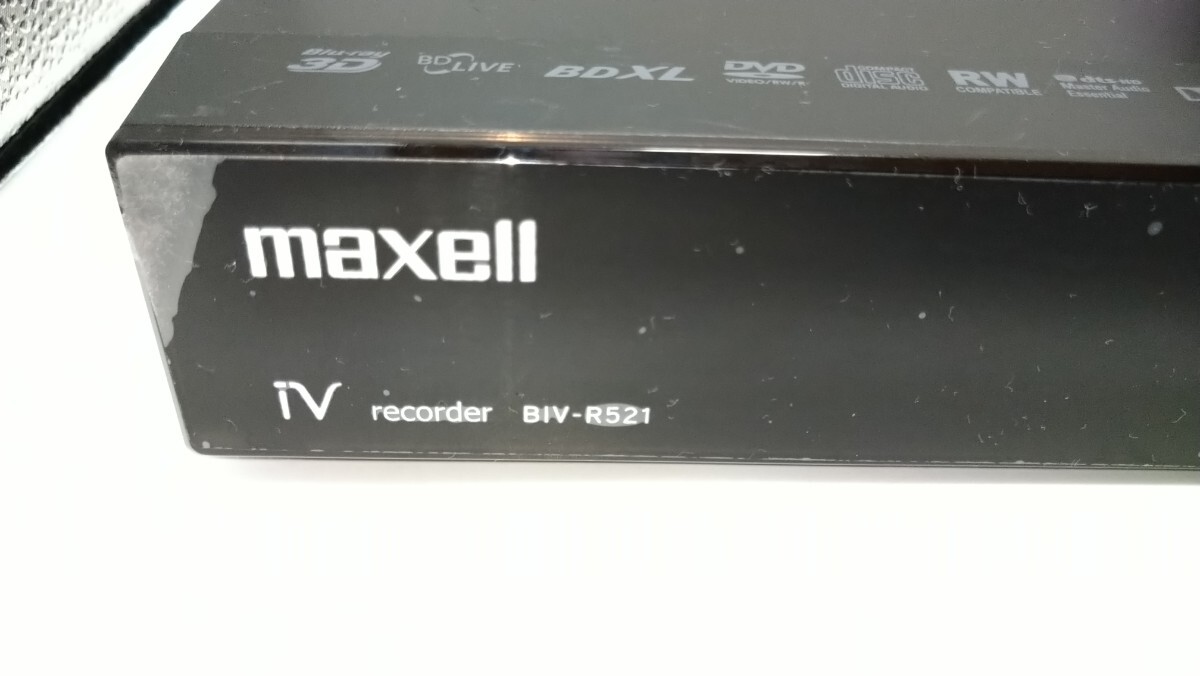 Blu-ray 3D
BD LIVE
BDXL
DVD
VIDEO/RW/R
COMPACT
disc
DIGITAL AUDIO
RW
COMPATIBLE
dts HD
Master Audio
Essential
maxell
iV recorder BIV-R521